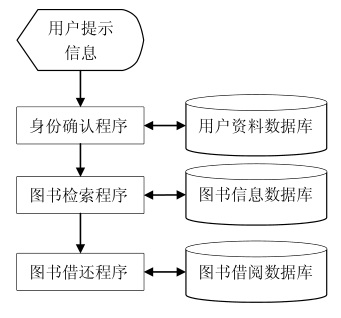 用户提示
信息
身份确认程序
用户资料数据库
图书检索程序
图书信息数据库
图书借还程序
图书借阅数据库